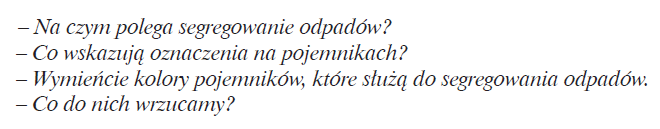 – Na czym polega segregowanie odpadów?
– Co wskazują oznaczenia na pojemnikach?
– Wymieńcie kolory pojemników, które służą do segregowania odpadów.
– Co do nich wrzucamy?